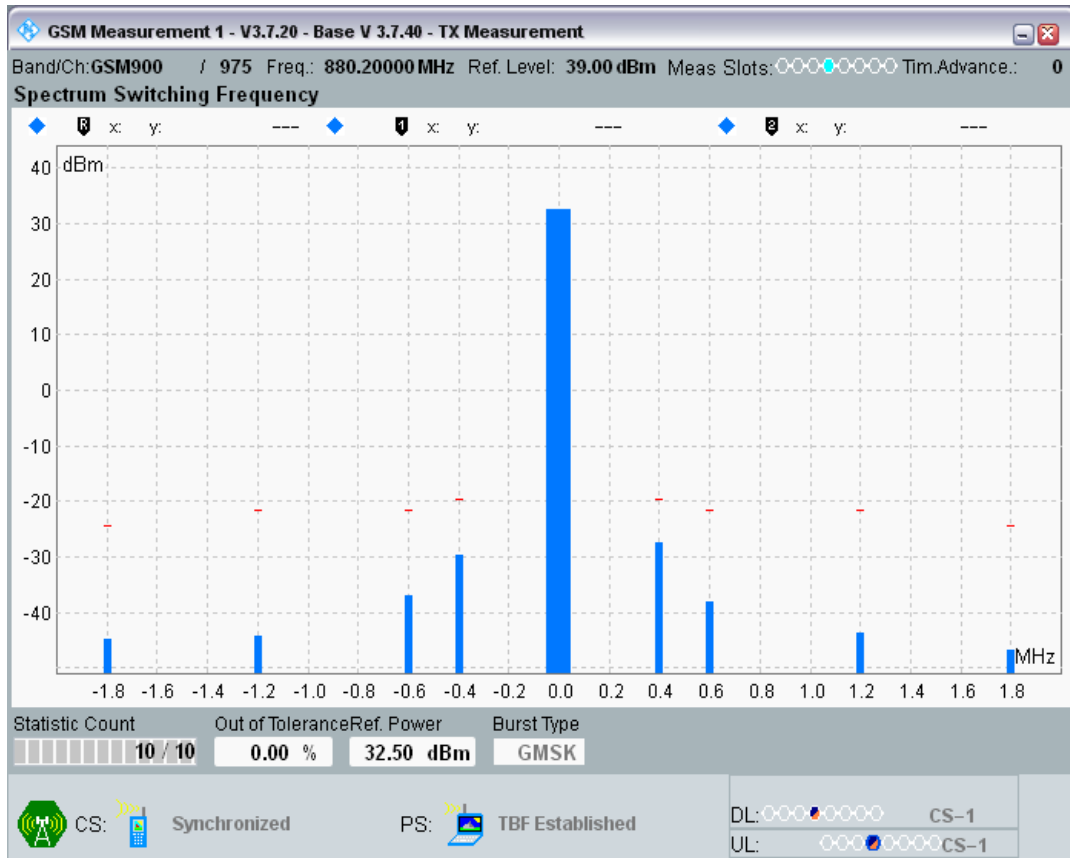 GSM Measurement 1 - V3.7.20 - Base V 3.7.40 - TX Measurement
Band/Ch:GSM900 / 975 Freq.: 880.20000 MHz Ref. Level: 39.00 dBm Meas Slots: Tim.Advance.: 0
Spectrum Switching Frequency
R x: y: --- 1 x: y: --- 2 x: y: ---
dBm
40
30
20
10
0
-10
-20
-30
-40
MHz
-1.8 -1.6 -1.4 -1.2 -1.0 -0.8 -0.6 -0.4 -0.2 0.0 0.2 0.4 0.6 0.8 1.0 1.2 1.4 1.6 1.8
Statistic Count Out of Tolerance Ref. Power Burst Type
10 / 10 0.00 % 32.50 dBm GMSK
CS: Synchronized PS: TBF Established
DL: CS-1
UL: CS-1